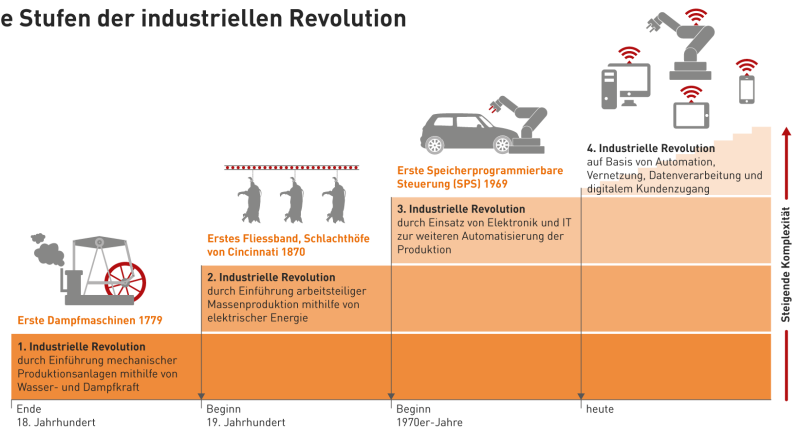 e Stufen der industriellen Revolution
4. Industrielle Revolution
auf Basis von Automation,
Vernetzung, Datenverarbeitung und
digitalem Kundenzugang
Erste Speicherprogrammierbare
Steuerung (SPS) 1969
3. Industrielle Revolution
durch Einsatz von Elektronik und IT
zur weiteren Automatisierung der
Produktion
Erstes Fliessband, Schlachthöfe
von Cincinnati 1870
2. Industrielle Revolution
durch Einführung arbeitsteiliger
Massenproduktion mithilfe von
elektrischer Energie
Erste Dampfmaschinen 1779
1. Industrielle Revolution
durch Einführung mechanischer
Produktionsanlagen mithilfe von
Wasser- und Dampfkraft
Steigende Komplexität
Ende
18. Jahrhundert
Beginn
19. Jahrhundert
Beginn
1970er-Jahre
heute